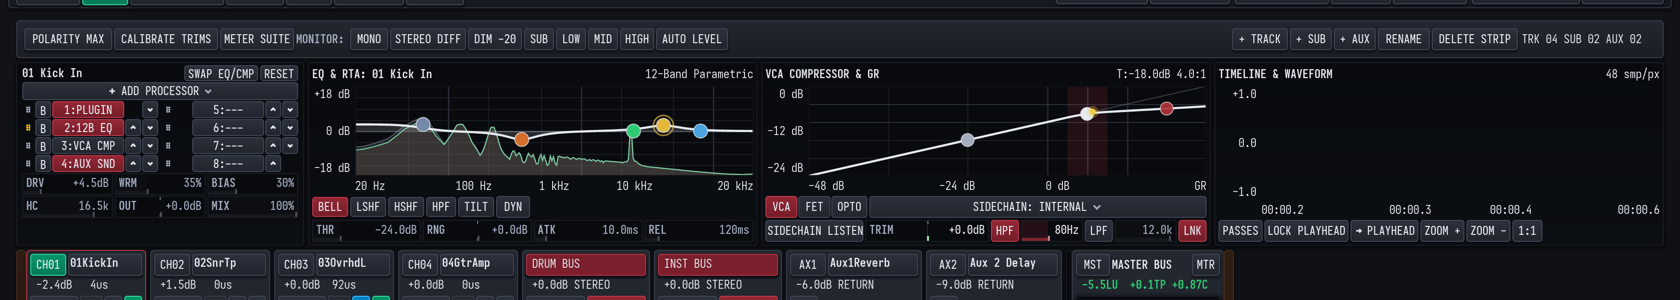 POLARITY MAX CALIBRATE TRIMS METER SUITE MONITOR: MONO STEREO DIFF DIM -20 SUB LOW MID HIGH AUTO LEVEL + TRACK + SUB + AUX RENAME DELETE STRIP TRK 04 SUB 02 AUX 02
01 Kick In SWAP EQ/CMP RESET
+ ADD PROCESSOR
B 1:PLUGIN 5:---
B 2:12B EQ 6:---
B 3:VCA CMP 7:---
B 4:AUX SND 8:---
DRV +4.5dB WRM 35% BIAS 30%
HC 16.5k OUT +0.0dB MIX 100%
EQ & RTA: 01 Kick In 12-Band Parametric
+18 dB
0 dB
-18 dB
20 Hz 100 Hz 1 kHz 10 kHz 20 kHz
BELL LSHF HSHF HPF TILT DYN
THR -24.0dB RNG +0.0dB ATK 10.0ms REL 120ms
VCA COMPRESSOR & GR T:-18.0dB 4.0:1
0 dB
-12 dB
-24 dB
-48 dB -24 dB 0 dB GR
VCA FET OPTO SIDECHAIN: INTERNAL
SIDECHAIN LISTEN TRIM +0.0dB HPF 80Hz LPF 12.0k LNK
TIMELINE & WAVEFORM 48 smp/px
+1.0
0.0
-1.0
00:00.2 00:00.3 00:00.4 00:00.6
PASSES LOCK PLAYHEAD → PLAYHEAD ZOOM + ZOOM - 1:1
CH01 01KickIn CH02 02SnrTp CH03 03OvrhdL CH04 04GtrAmp DRUM BUS INST BUS AX1 Aux1Reverb AX2 Aux 2 Delay MST MASTER BUS MTR
-2.4dB 4us +1.5dB 0us +0.0dB 92us +0.0dB 0us +0.0dB STEREO +0.0dB STEREO -6.0dB RETURN -9.0dB RETURN -5.5LU +0.1TP +0.87C